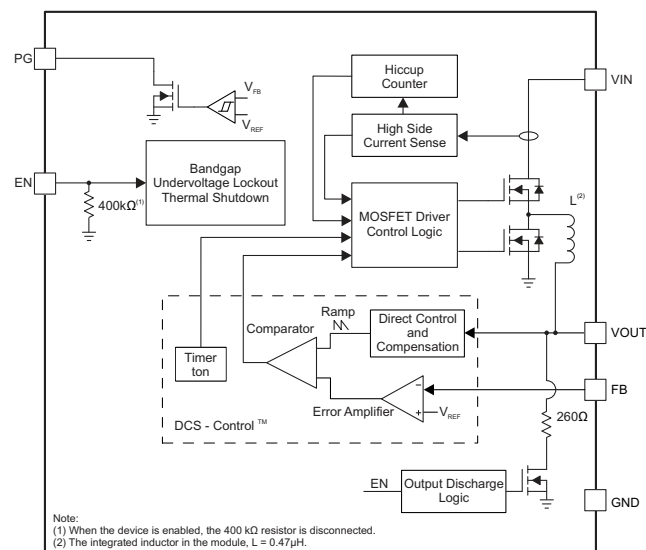 PG
V_FB
V_REF
Hiccup
Counter
High Side
Current Sense
VIN
EN
400kΩ(1)
Bandgap
Undervoltage Lockout
Thermal Shutdown
MOSFET Driver
Control Logic
L(2)
Ramp
Comparator
Direct Control
and
Compensation
VOUT
Timer
ton
Error Amplifier
−
+
V_REF
FB
DCS - Control ™
260Ω
EN
Output Discharge
Logic
GND
Note:
(1) When the device is enabled, the 400 kΩ resistor is disconnected.
(2) The integrated inductor in the module, L = 0.47µH.